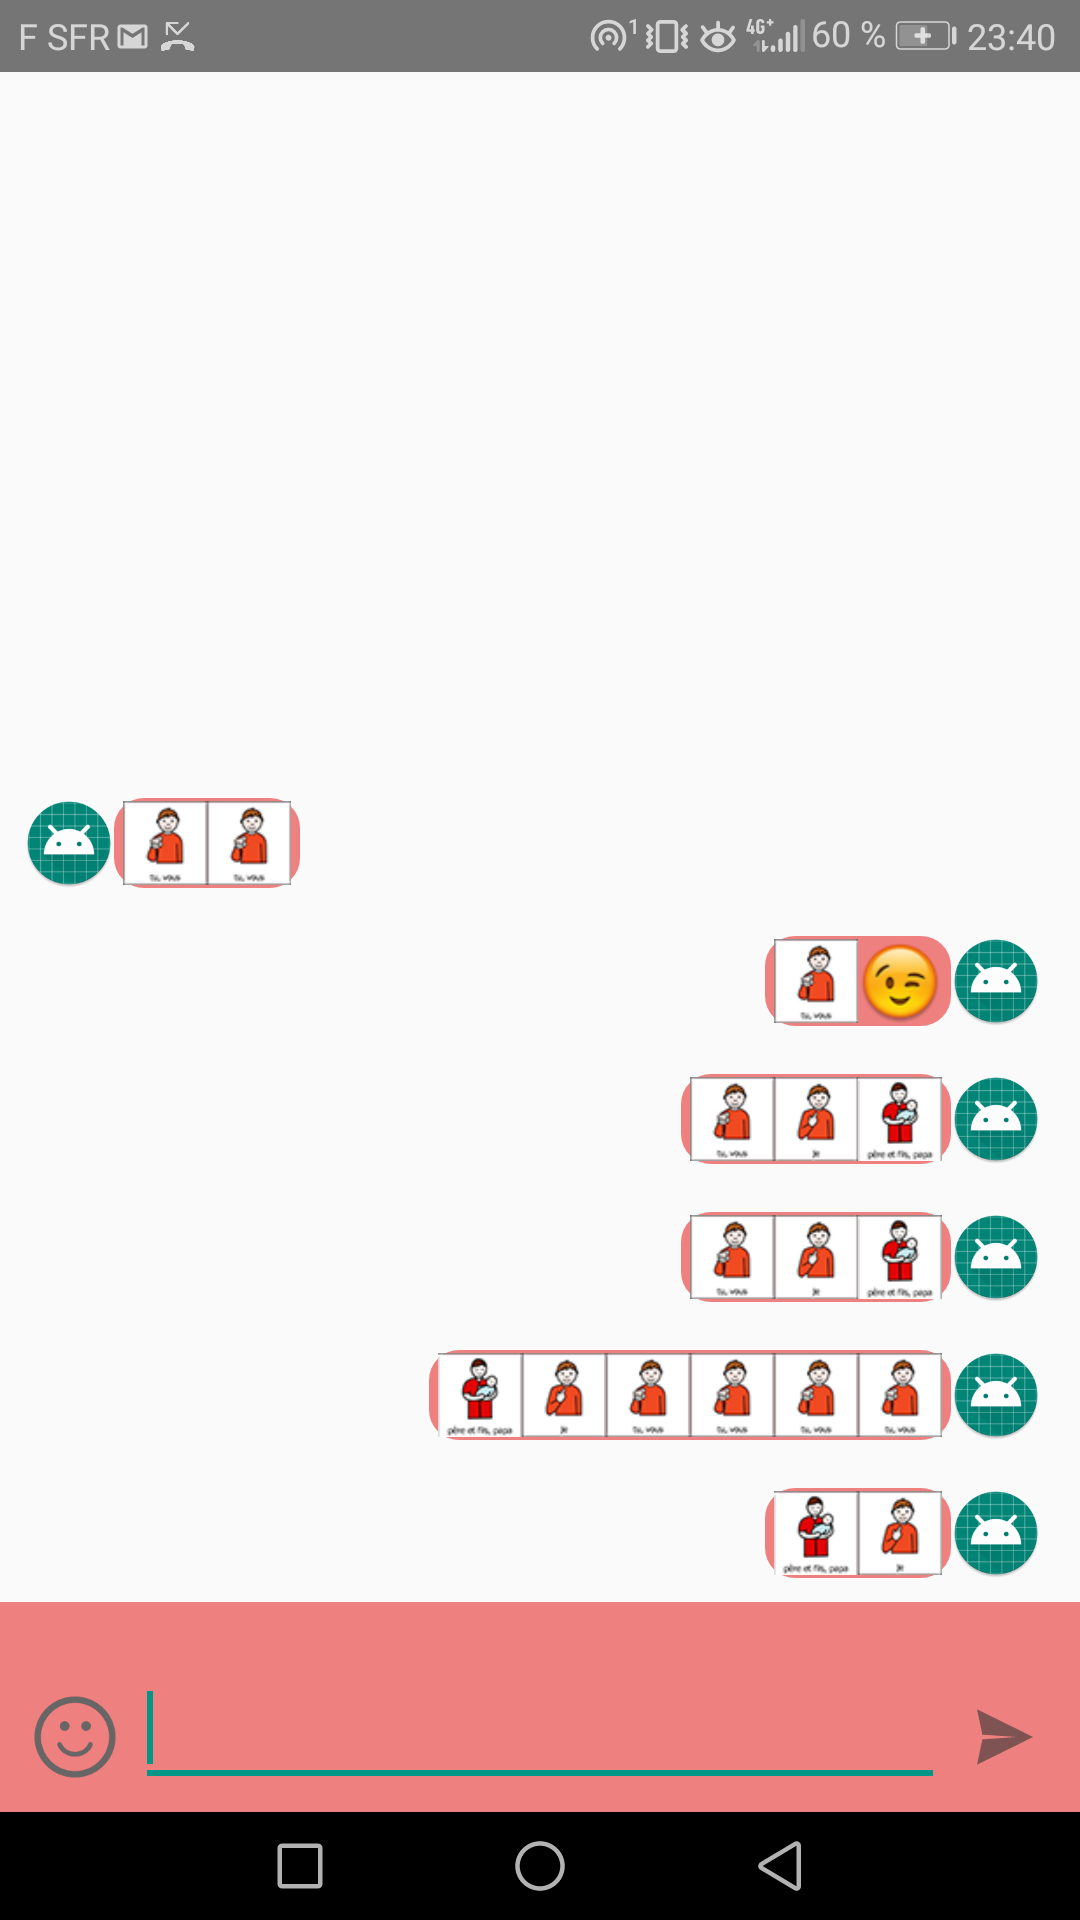 F SFR 1 4G+ 60 % 23:40
tu, vous tu, vous
tu, vous
tu, vous je père et fils, papa
tu, vous je père et fils, papa
père et fils, papa je tu, vous tu, vous tu, vous tu, vous
père et fils, papa je